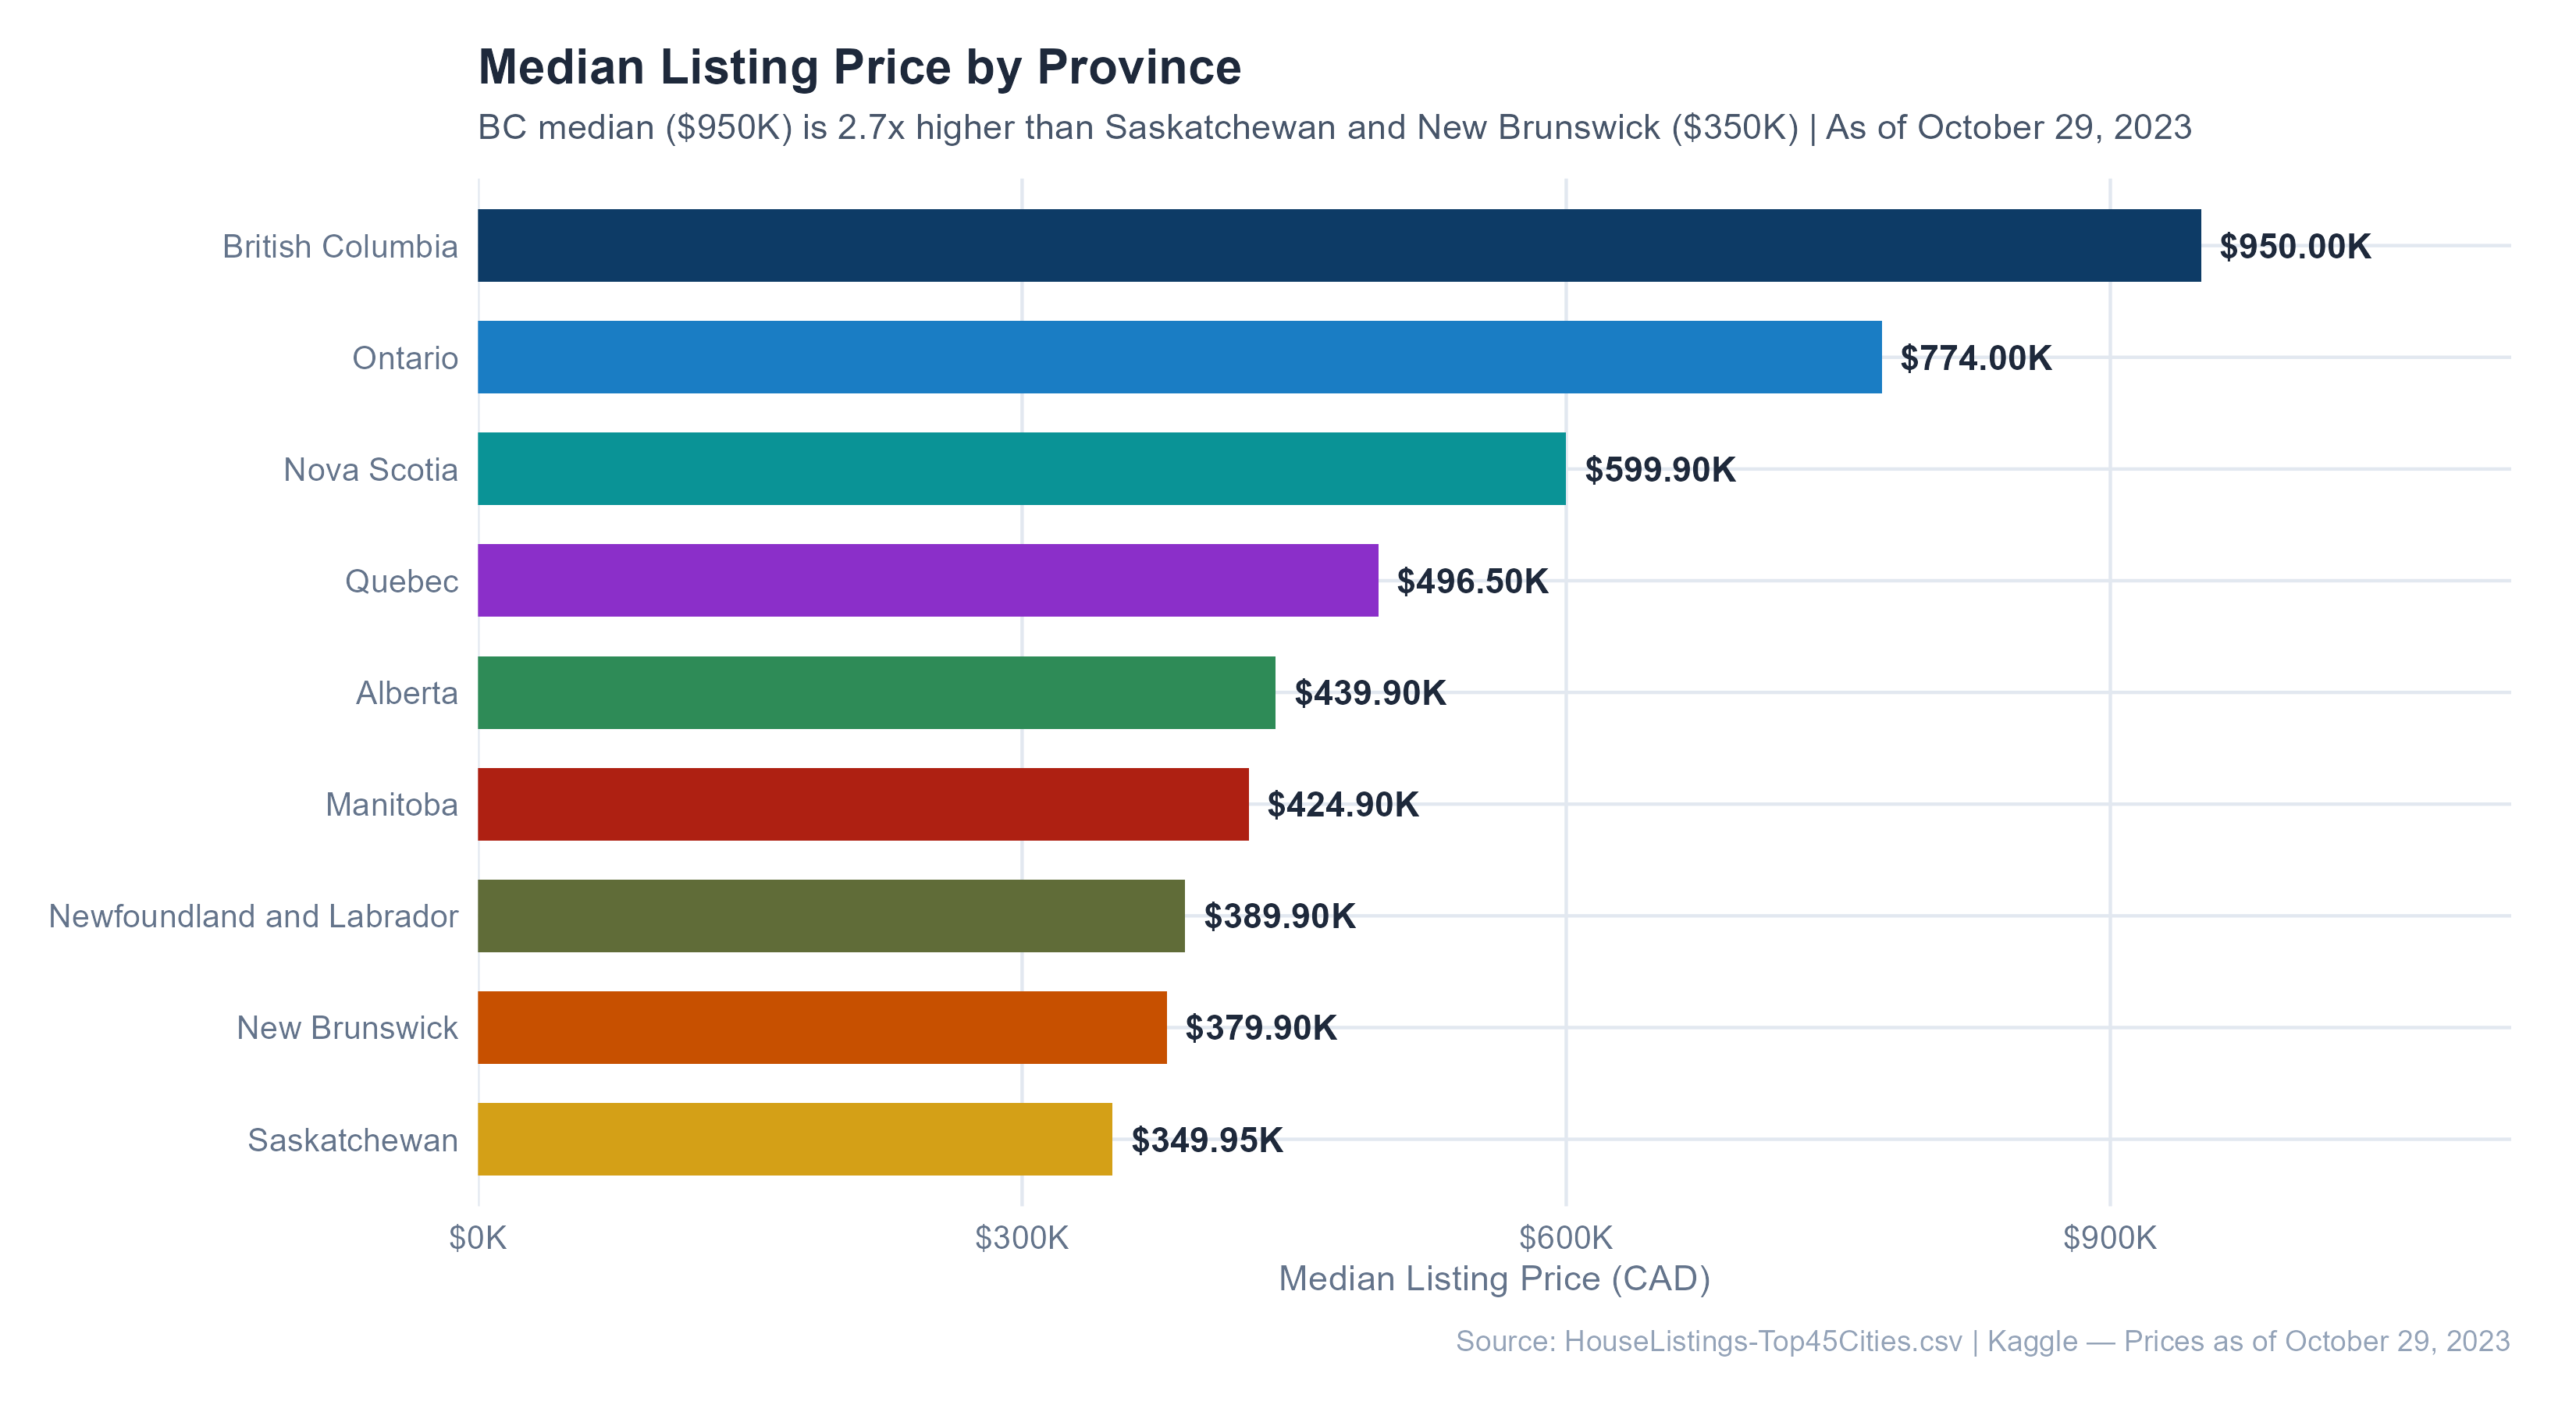 Median Listing Price by Province
BC median ($950K) is 2.7x higher than Saskatchewan and New Brunswick ($350K) | As of October 29, 2023
British Columbia $950.00K
Ontario $774.00K
Nova Scotia $599.90K
Quebec $496.50K
Alberta $439.90K
Manitoba $424.90K
Newfoundland and Labrador $389.90K
New Brunswick $379.90K
Saskatchewan $349.95K
$0K $300K $600K $900K
Median Listing Price (CAD)
Source: HouseListings-Top45Cities.csv | Kaggle — Prices as of October 29, 2023